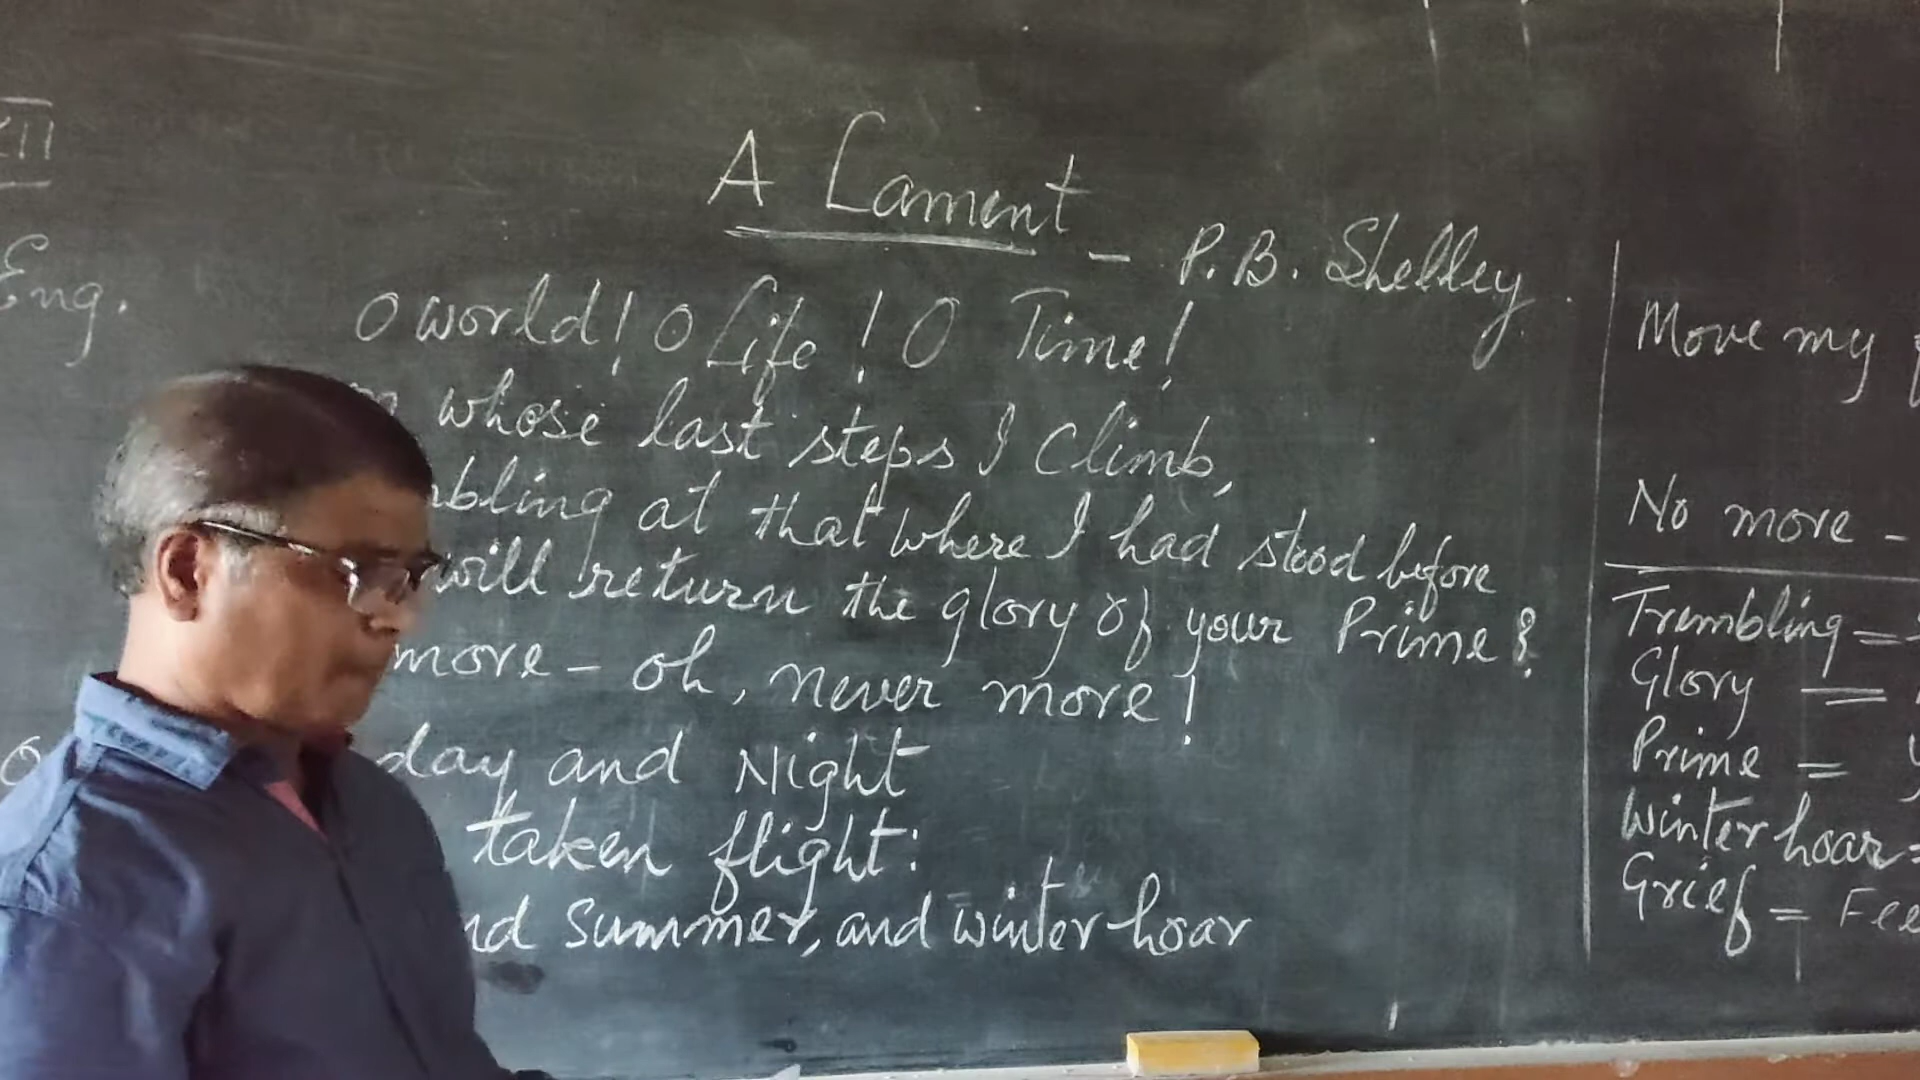 Eng.
A Lament - P. B. Shelley
O world! O Life! O Time!
whose last steps I Climb,
at that where I had stood before
will return the glory of your Prime?
more - oh, never more!
day and Night
taken flight:
summer, and winter hoar
Move my
No more -
Trembling =
Glory =
Prime =
Winter hoar =
Grief =